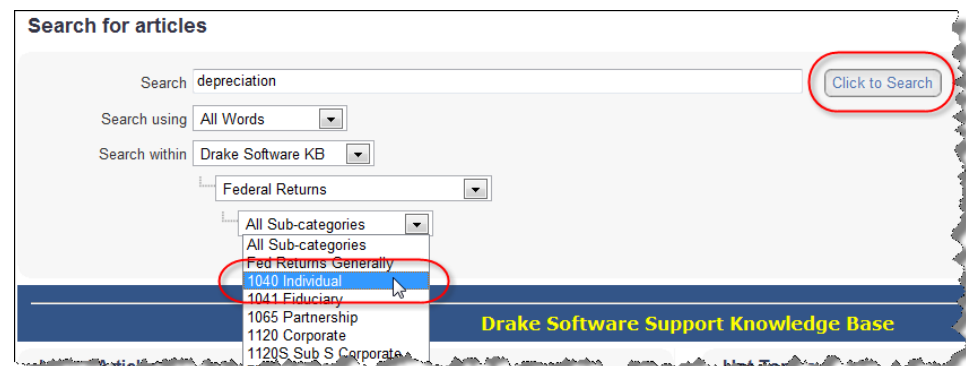 Search for articles
Search depreciation Click to Search
Search using All Words
Search within Drake Software KB
Federal Returns
All Sub-categories
All Sub-categories
Fed Returns Generally
1040 Individual
1041 Fiduciary
1065 Partnership
Drake Software Support Knowledge Base
1120 Corporate
1120S Sub S Corporate